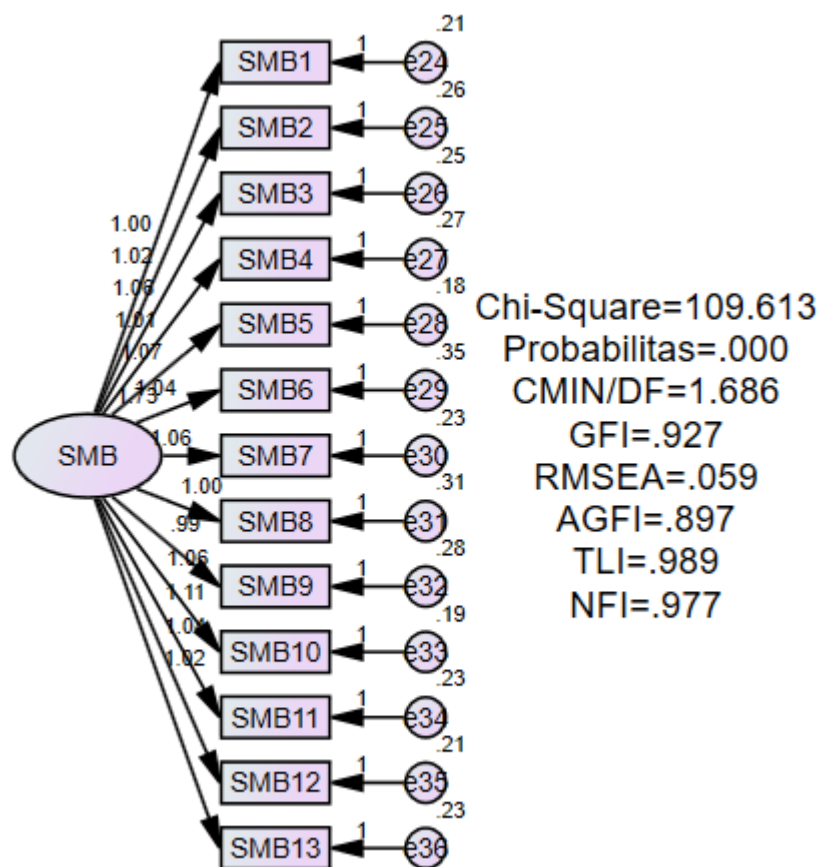 .21
SMB1 1 e24
.26
SMB2 1 e25
.25
SMB3 1 e26
.27
1.00
SMB4 1 e27
1.02
.18
1.06
SMB5 1 e28
1.01
.35
1.07
SMB6 1 e29
1.73 1.04
.23
1.06
SMB SMB7 1 e30
.31
1.00
SMB8 1 e31
.99
.28
1.06
SMB9 1 e32
1.11
.19
1.04
SMB10 1 e33
1.02
.23
SMB11 1 e34
.21
SMB12 1 e35
.23
SMB13 1 e36
Chi-Square=109.613
Probabilitas=.000
CMIN/DF=1.686
GFI=.927
RMSEA=.059
AGFI=.897
TLI=.989
NFI=.977